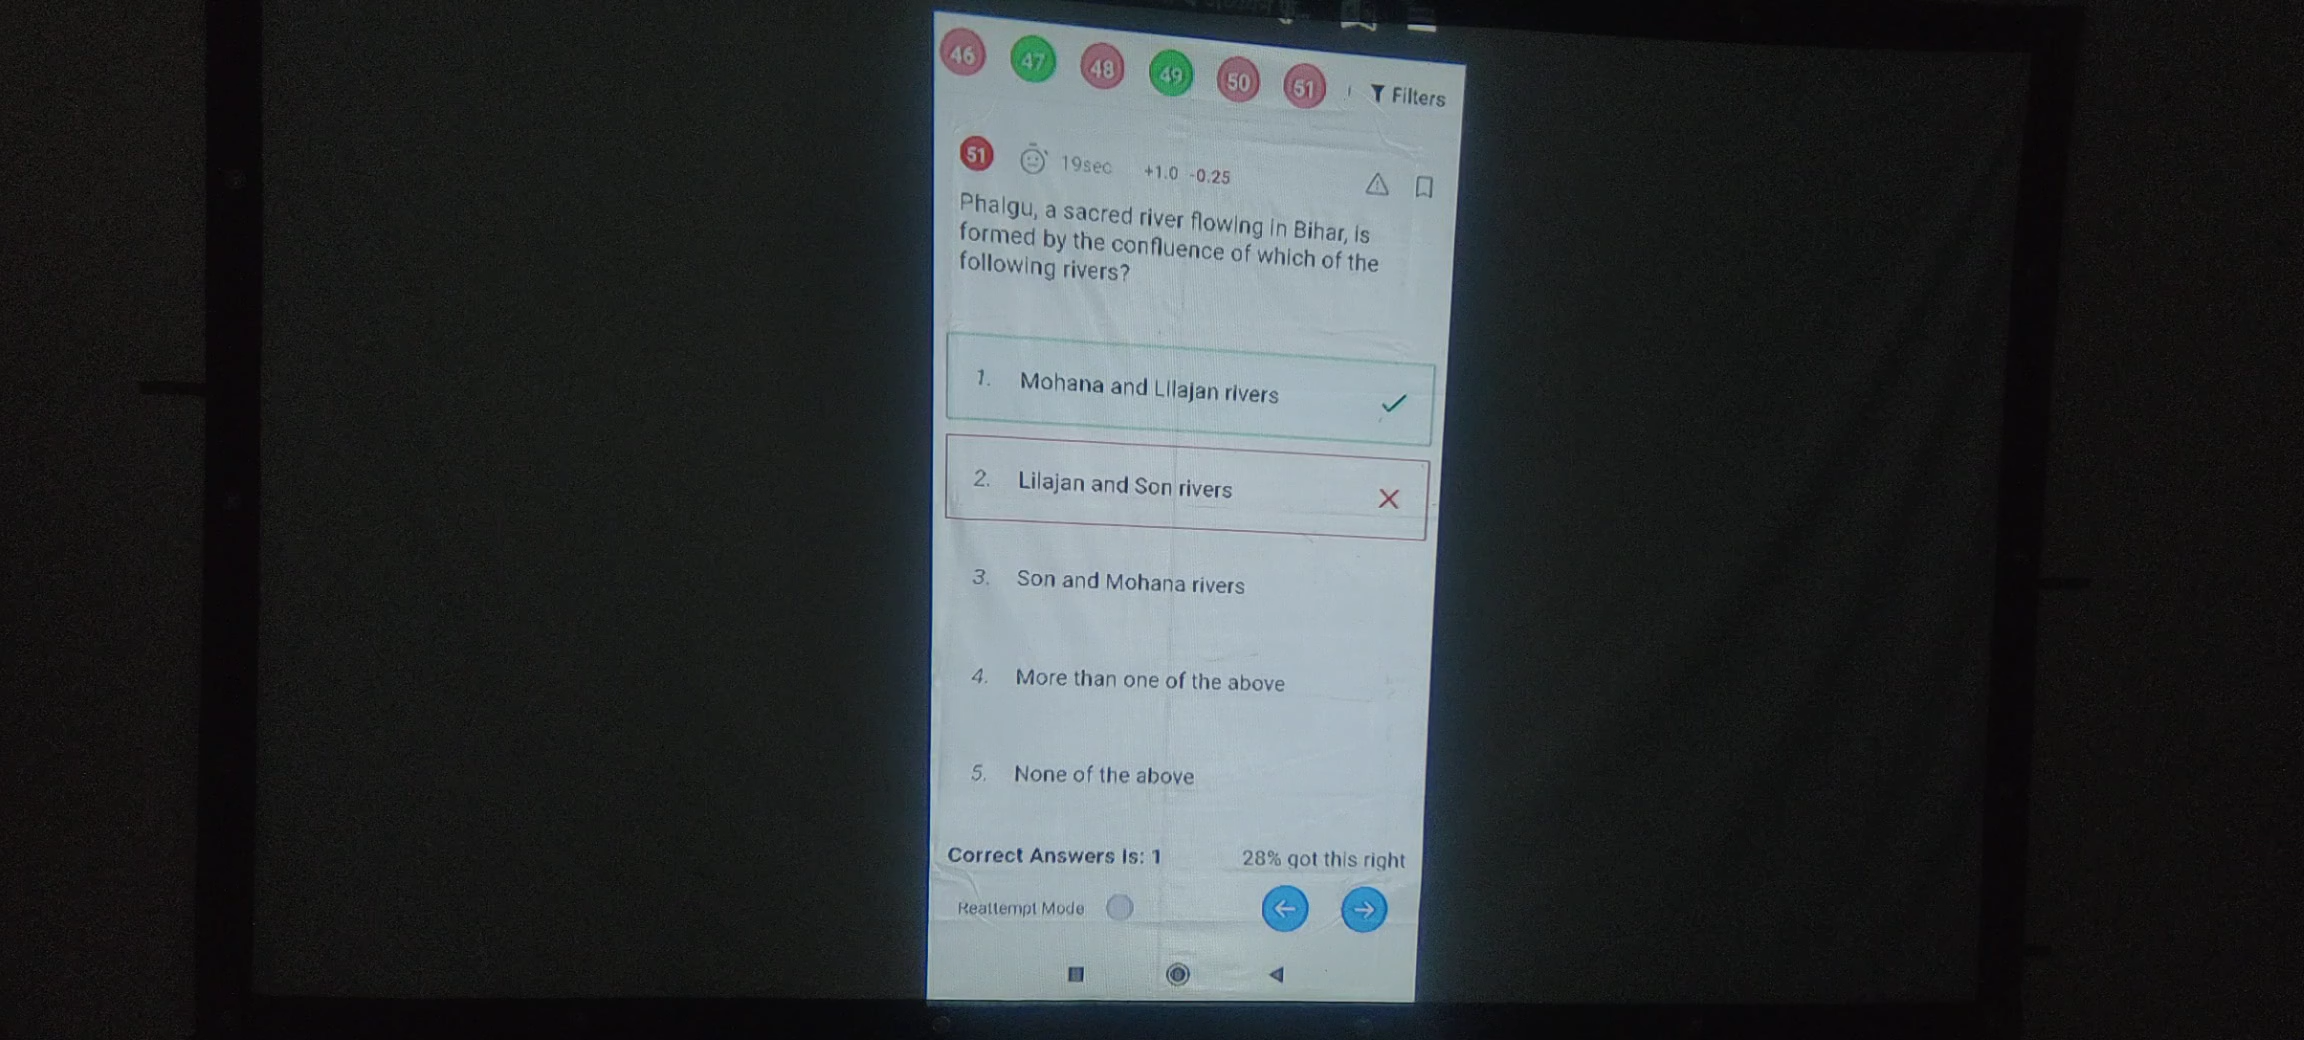 46 47 48 49 50 51 Filters
51 19sec +1.0 -0.25
Phalgu, a sacred river flowing in Bihar, is
formed by the confluence of which of the
following rivers?
1. Mohana and Lilajan rivers
2. Lilajan and Son rivers
3. Son and Mohana rivers
4. More than one of the above
5. None of the above
Correct Answers Is: 1 28% got this right
Reattempt Mode